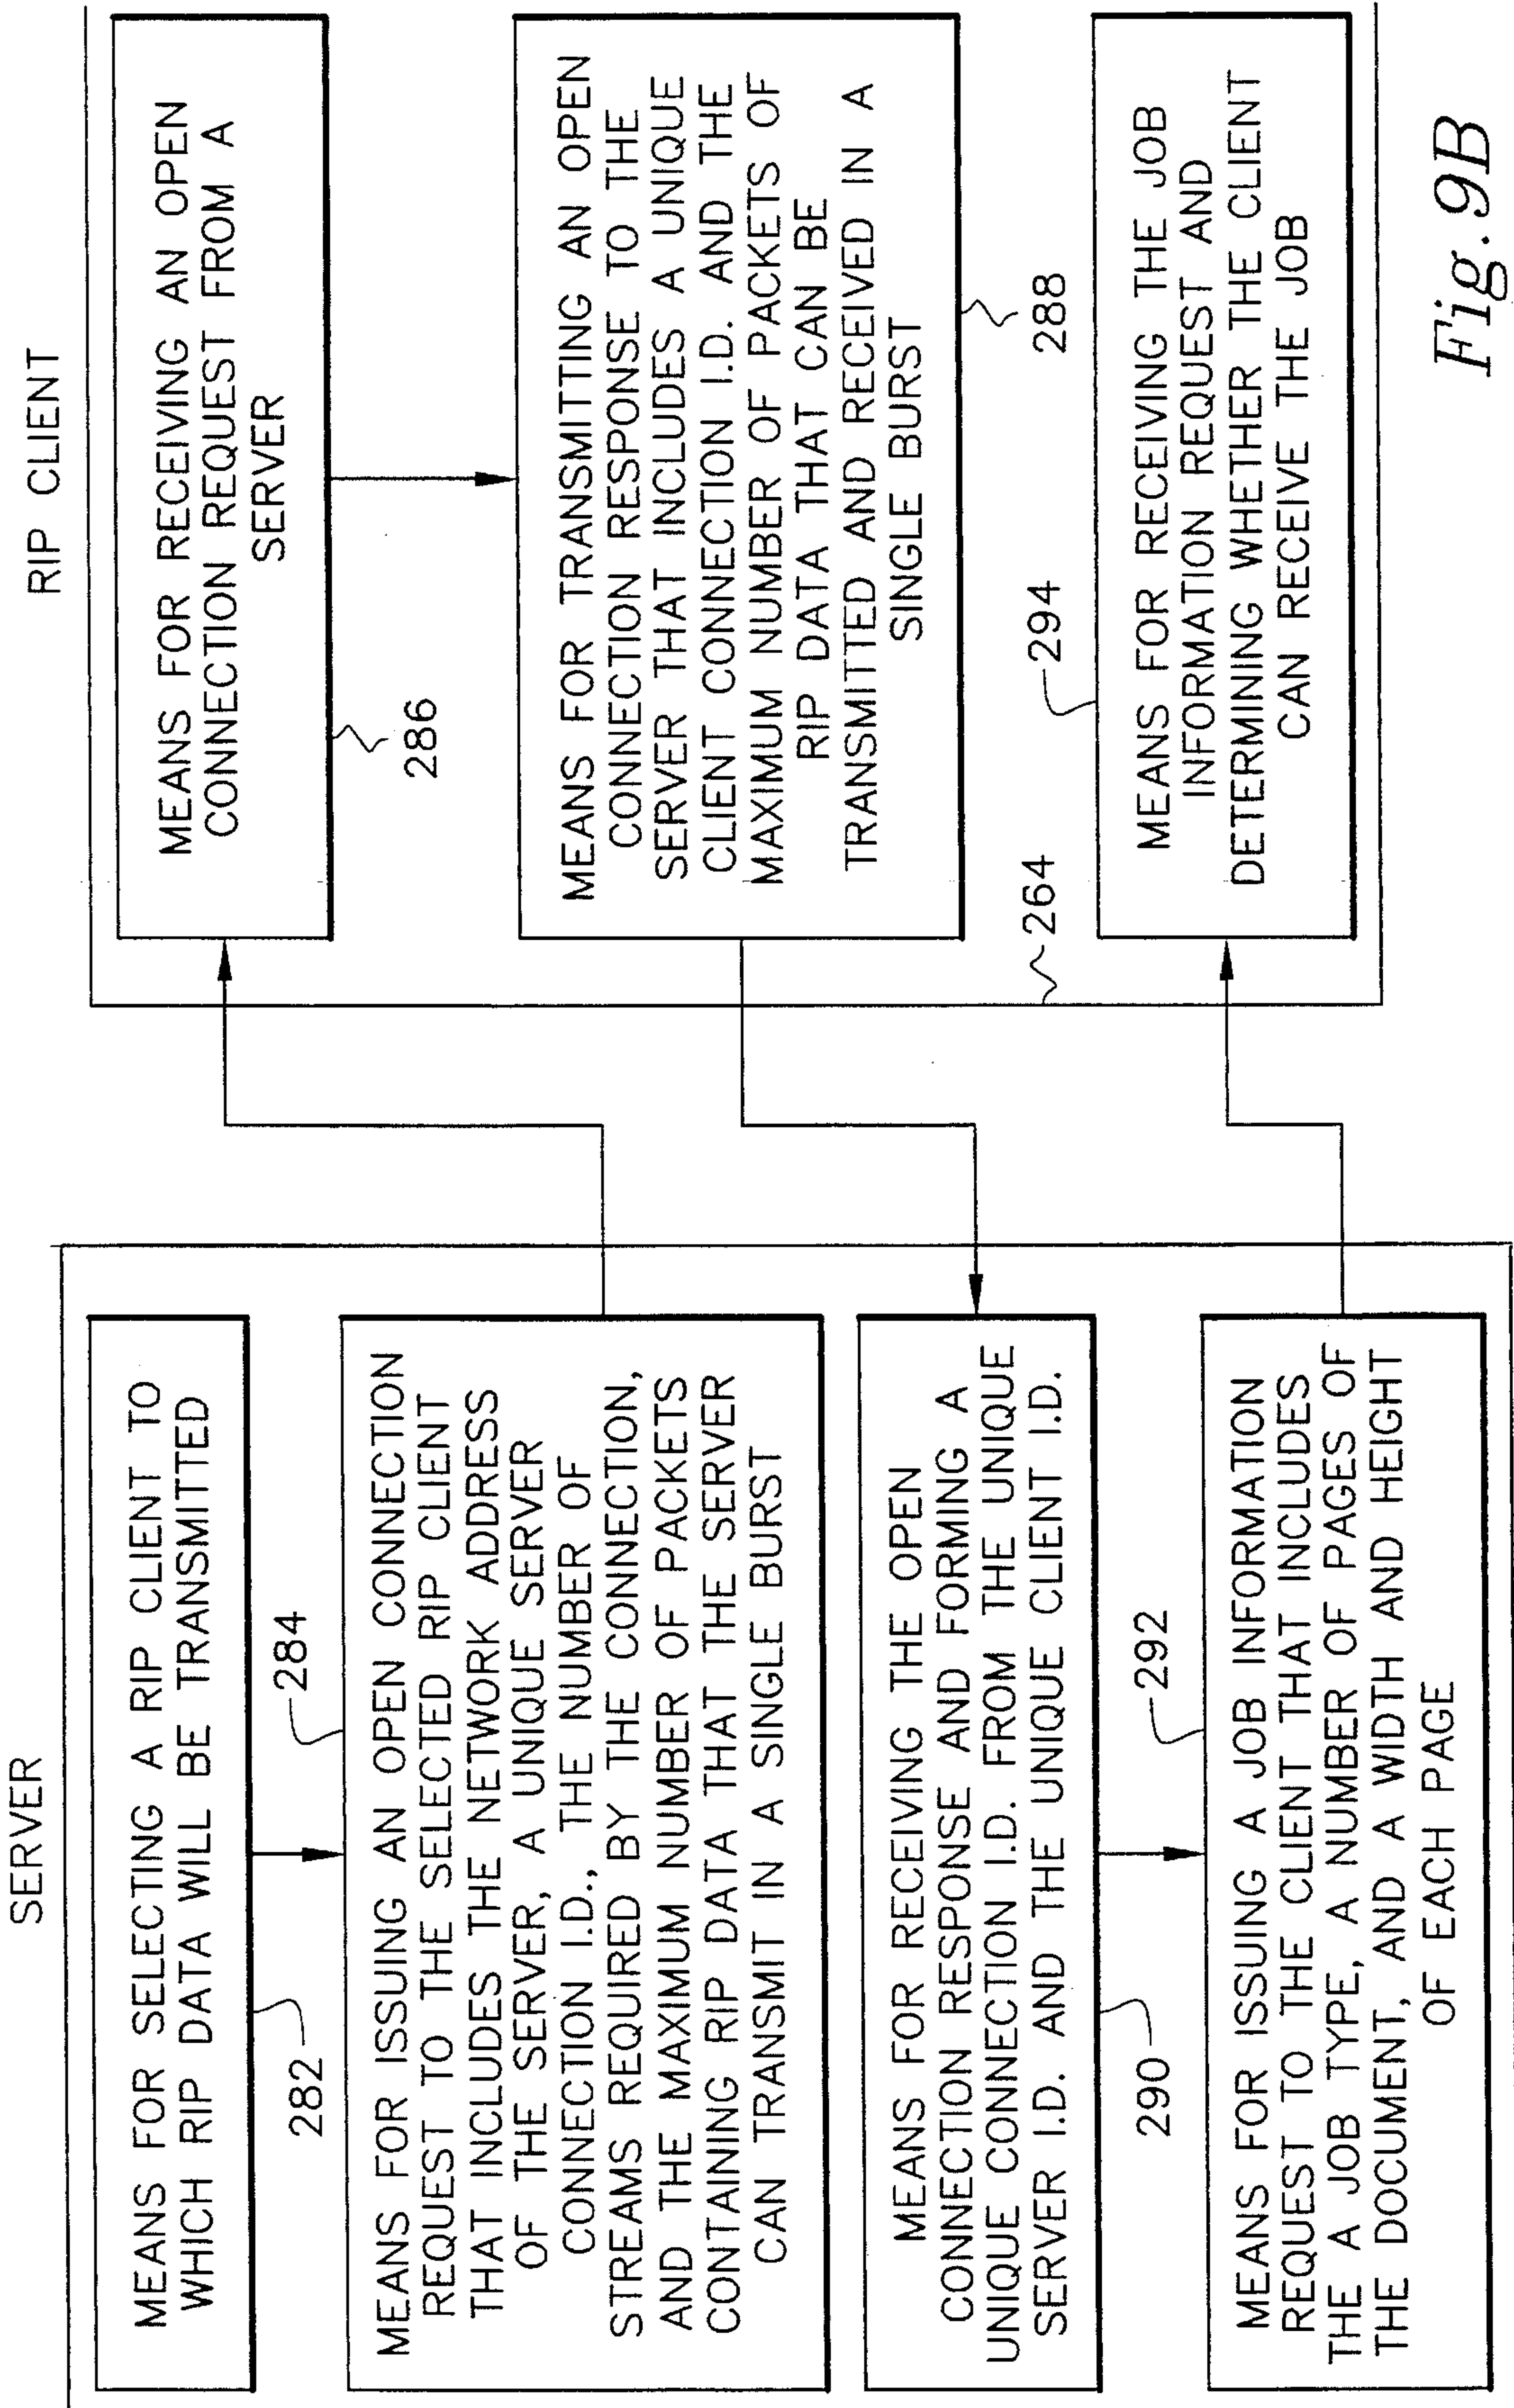 SERVER
MEANS FOR SELECTING A RIP CLIENT TO
WHICH RIP DATA WILL BE TRANSMITTED
282
284
MEANS FOR ISSUING AN OPEN CONNECTION
REQUEST TO THE SELECTED RIP CLIENT
THAT INCLUDES THE NETWORK ADDRESS
OF THE SERVER, A UNIQUE SERVER
CONNECTION I.D., THE NUMBER OF
STREAMS REQUIRED BY THE CONNECTION,
AND THE MAXIMUM NUMBER OF PACKETS
CONTAINING RIP DATA THAT THE SERVER
CAN TRANSMIT IN A SINGLE BURST
MEANS FOR RECEIVING THE OPEN
CONNECTION RESPONSE AND FORMING A
UNIQUE CONNECTION I.D. FROM THE UNIQUE
SERVER I.D. AND THE UNIQUE CLIENT I.D.
290
292
MEANS FOR ISSUING A JOB INFORMATION
REQUEST TO THE CLIENT THAT INCLUDES
THE A JOB TYPE, A NUMBER OF PAGES OF
THE DOCUMENT, AND A WIDTH AND HEIGHT
OF EACH PAGE
RIP CLIENT
MEANS FOR RECEIVING AN OPEN
CONNECTION REQUEST FROM A
SERVER
286
MEANS FOR TRANSMITTING AN OPEN
CONNECTION RESPONSE TO THE
SERVER THAT INCLUDES A UNIQUE
CLIENT CONNECTION I.D. AND THE
MAXIMUM NUMBER OF PACKETS OF
RIP DATA THAT CAN BE
TRANSMITTED AND RECEIVED IN A
SINGLE BURST
288
264
294
MEANS FOR RECEIVING THE JOB
INFORMATION REQUEST AND
DETERMINING WHETHER THE CLIENT
CAN RECEIVE THE JOB
Fig.9B